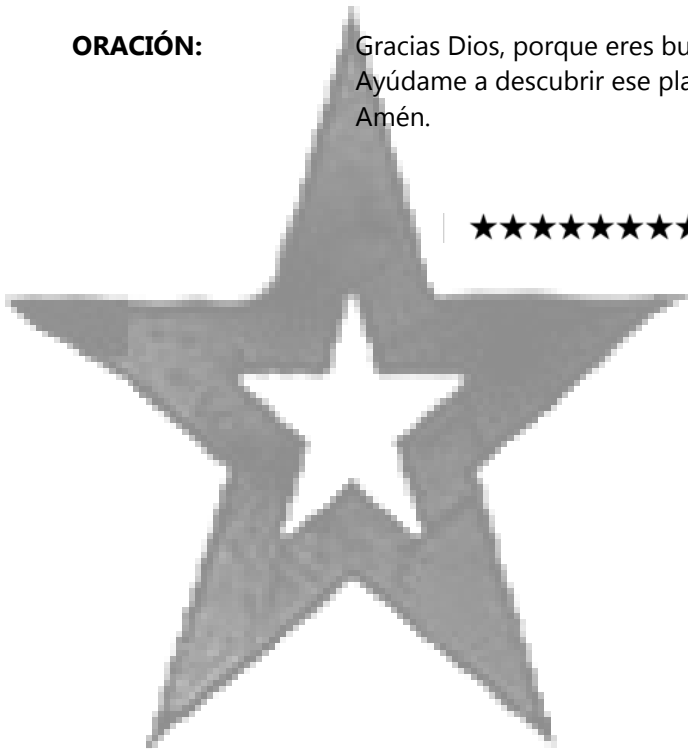 ORACIÓN: Gracias Dios, porque eres bu
Ayúdame a descubrir ese pla
Amén.
★★★★★★★★